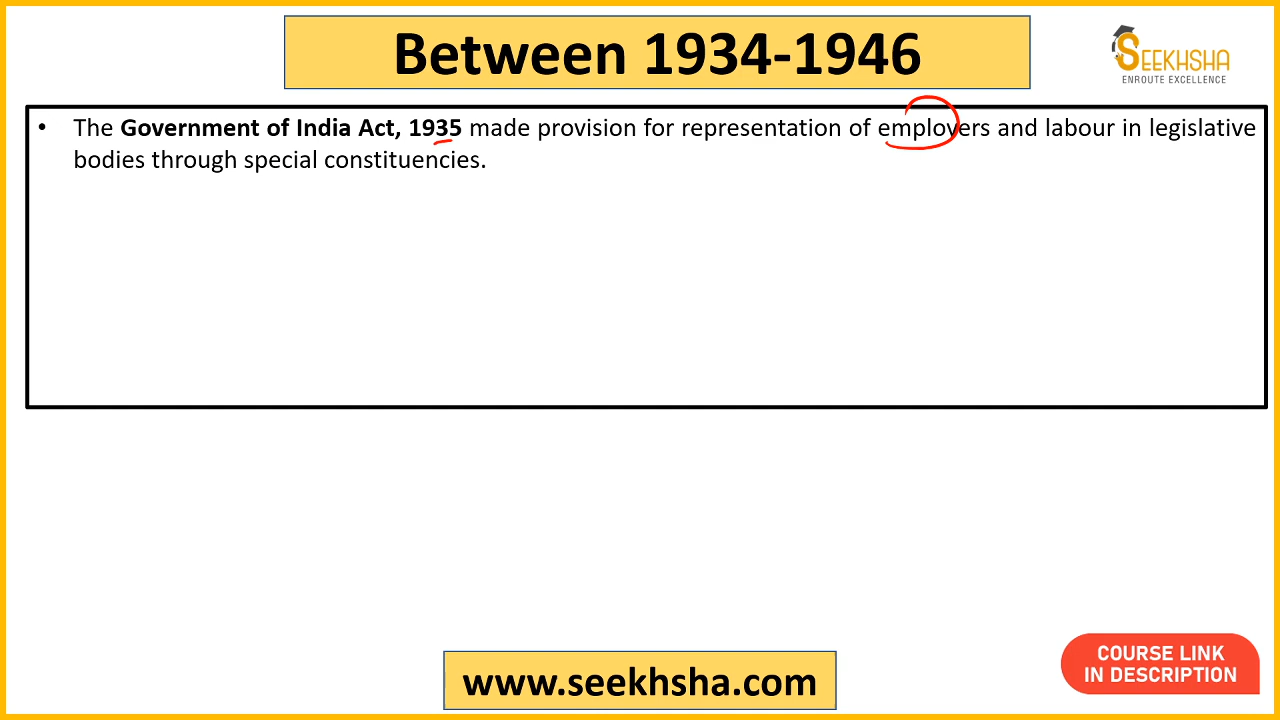 Between 1934-1946
SEEKHSHA
ENROUTE EXCELLENCE
• The Government of India Act, 1935 made provision for representation of employers and labour in legislative
bodies through special constituencies.
COURSE LINK
IN DESCRIPTION
www.seekhsha.com